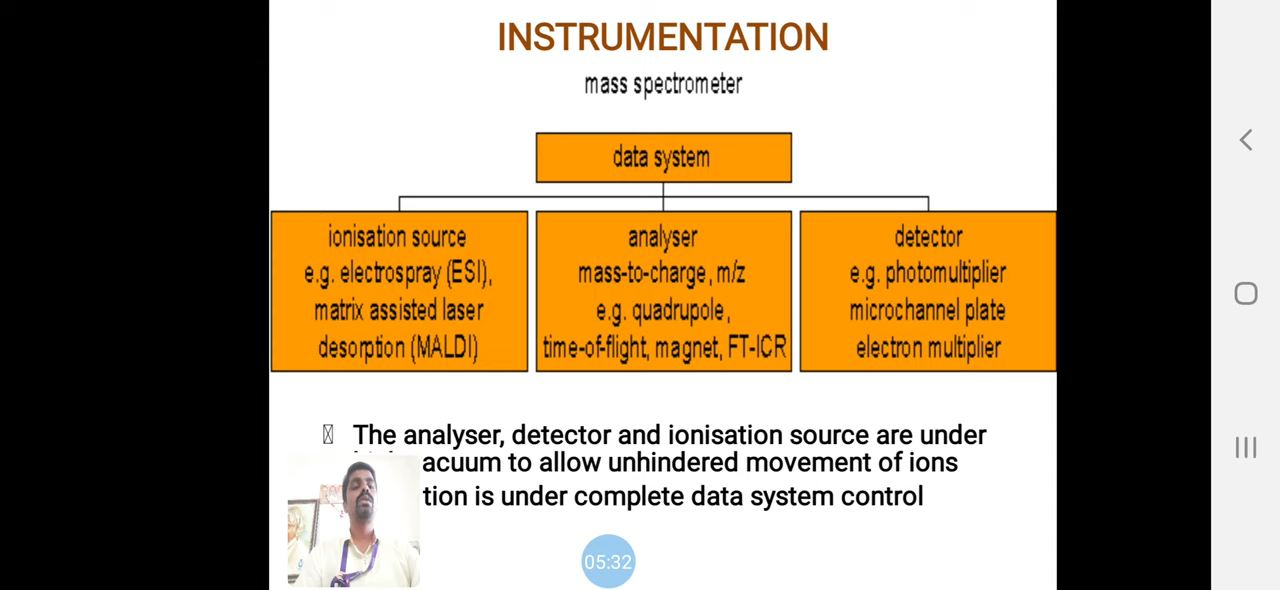 INSTRUMENTATION
mass spectrometer
data system
ionisation source
e.g. electrospray (ESI),
matrix assisted laser
desorption (MALDI)
analyser
mass-to-charge, m/z
e.g. quadrupole,
time-of-flight, magnet, FT-ICR
detector
e.g. photomultiplier
microchannel plate
electron multiplier
The analyser, detector and ionisation source are under
acuum to allow unhindered movement of ions
tion is under complete data system control
05:32